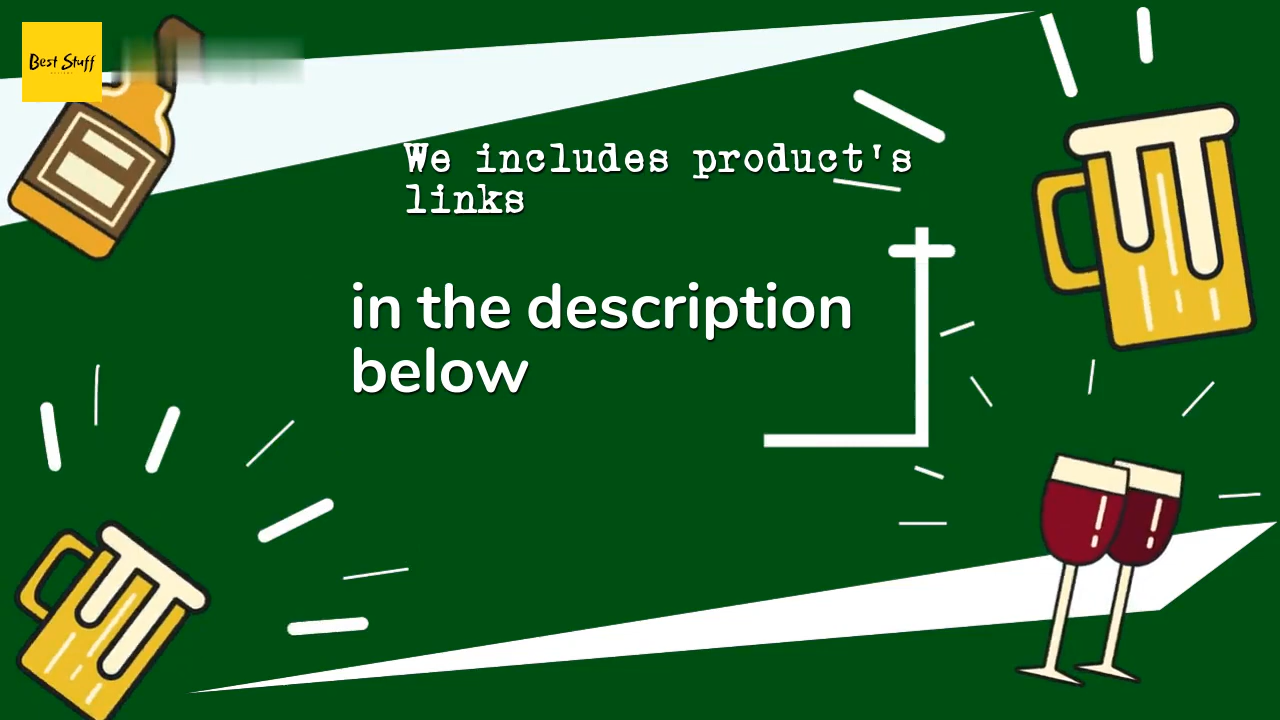 Best Stuff
We includes product's
links
in the description
below